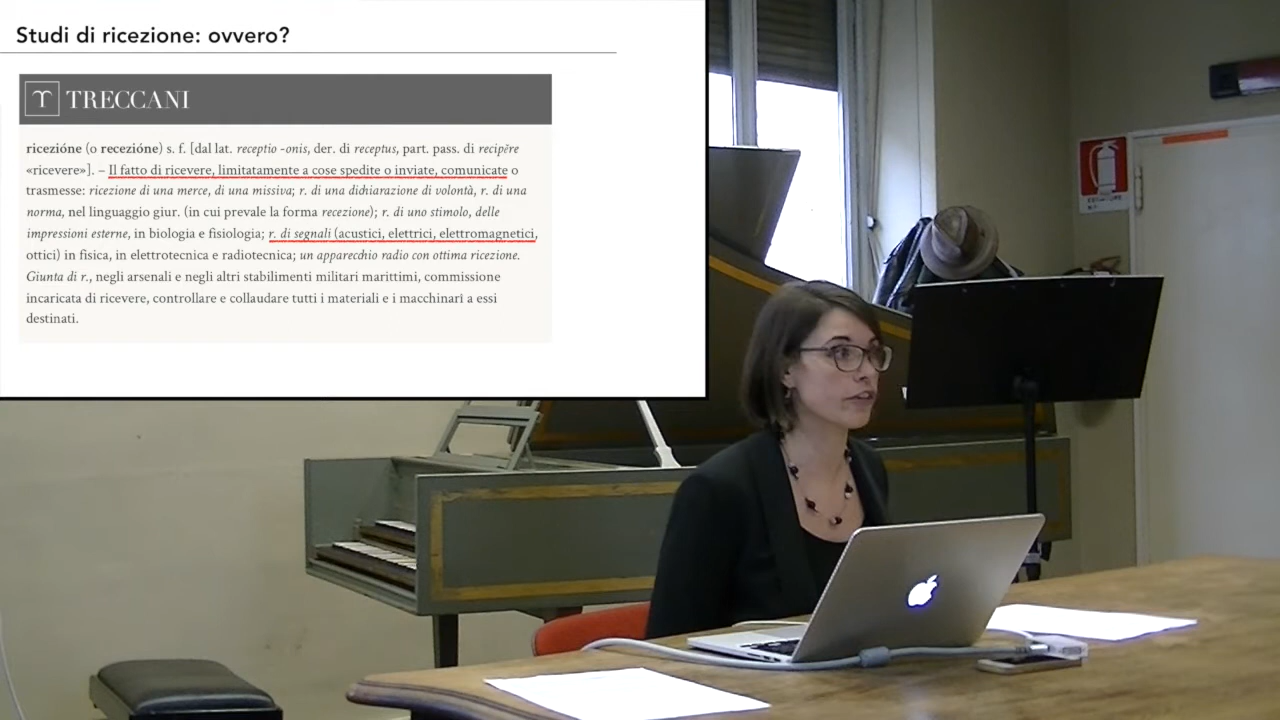 Studi di ricezione: ovvero?
TRECCANI
ricezióne (o recezióne) s. f. [dal lat. receptio -onis, der. di receptus, part. pass. di recipĕre
«ricevere»]. – Il fatto di ricevere, limitatamente a cose spedite o inviate, comunicate o
trasmesse: ricezione di una merce, di una missiva; r. di una dichiarazione di volontà, r. di una
norma, nel linguaggio giur. (in cui prevale la forma recezione); r. di uno stimolo, delle
impressioni esterne, in biologia e fisiologia; r. di segnali (acustici, elettrici, elettromagnetici,
ottici) in fisica, in elettrotecnica e radiotecnica; un apparecchio radio con ottima ricezione.
Giunta di r., negli arsenali e negli altri stabilimenti militari marittimi, commissione
incaricata di ricevere, controllare e collaudare tutti i materiali e i macchinari a essi
destinati.